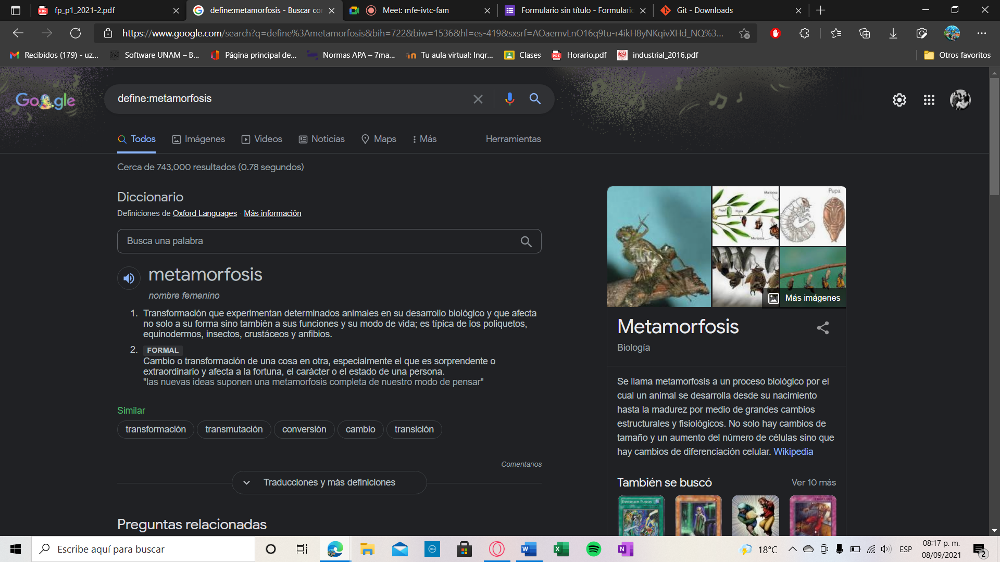 fp_p1_2021-2.pdf
define:metamorfosis - Buscar co
Meet: mfe-ivtc-fam
Formulario sin título - Formulario
Git - Downloads
https://www.google.com/search?q=define%3Ametamorfosis&bih=722&biw=1536&hl=es-419&sxsrf=AOaemvLnO16q9tu-r4ikH8yNKqivXHd_NQ%3...
Recibidos (179) - uz...
Software UNAM – B...
Página principal de...
Normas APA – 7ma...
Tu aula virtual: Ingr...
Clases
Horario.pdf
industrial_2016.pdf
Otros favoritos
Google
define:metamorfosis
Todos
Imágenes
Videos
Noticias
Maps
Más
Herramientas
Cerca de 743,000 resultados (0.78 segundos)
Diccionario
Definiciones de Oxford Languages · Más información
Busca una palabra
metamorfosis
nombre femenino
1. Transformación que experimentan determinados animales en su desarrollo biológico y que afecta
no solo a su forma sino también a sus funciones y su modo de vida; es típica de los poliquetos,
equinodermos, insectos, crustáceos y anfibios.
2. FORMAL
Cambio o transformación de una cosa en otra, especialmente el que es sorprendente o
extraordinario y afecta a la fortuna, el carácter o el estado de una persona.
"las nuevas ideas suponen una metamorfosis completa de nuestro modo de pensar"
Similar
transformación
transmutación
conversión
cambio
transición
Comentarios
Traducciones y más definiciones
Preguntas relacionadas
Mariposa
Pupa
Pupa
Mariposa
Pupa
Más imágenes
Metamorfosis
Biología
Se llama metamorfosis a un proceso biológico por el
cual un animal se desarrolla desde su nacimiento
hasta la madurez por medio de grandes cambios
estructurales y fisiológicos. No solo hay cambios de
tamaño y un aumento del número de células sino que
hay cambios de diferenciación celular. Wikipedia
También se buscó
Ver 10 más
DIMENSION FUSION
Escribe aquí para buscar
18°C
ESP
08:17 p. m.
08/09/2021
2